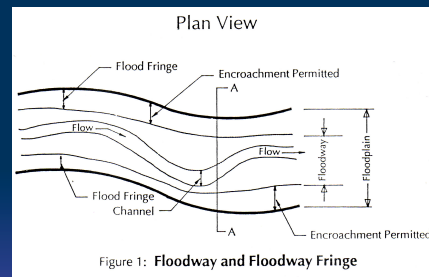 Plan View
Flood Fringe
Encroachment Permitted
A
Flow
Flow
Floodway
Floodplain
Flood Fringe
Channel
A
Encroachment Permitted
Figure 1: Floodway and Floodway Fringe